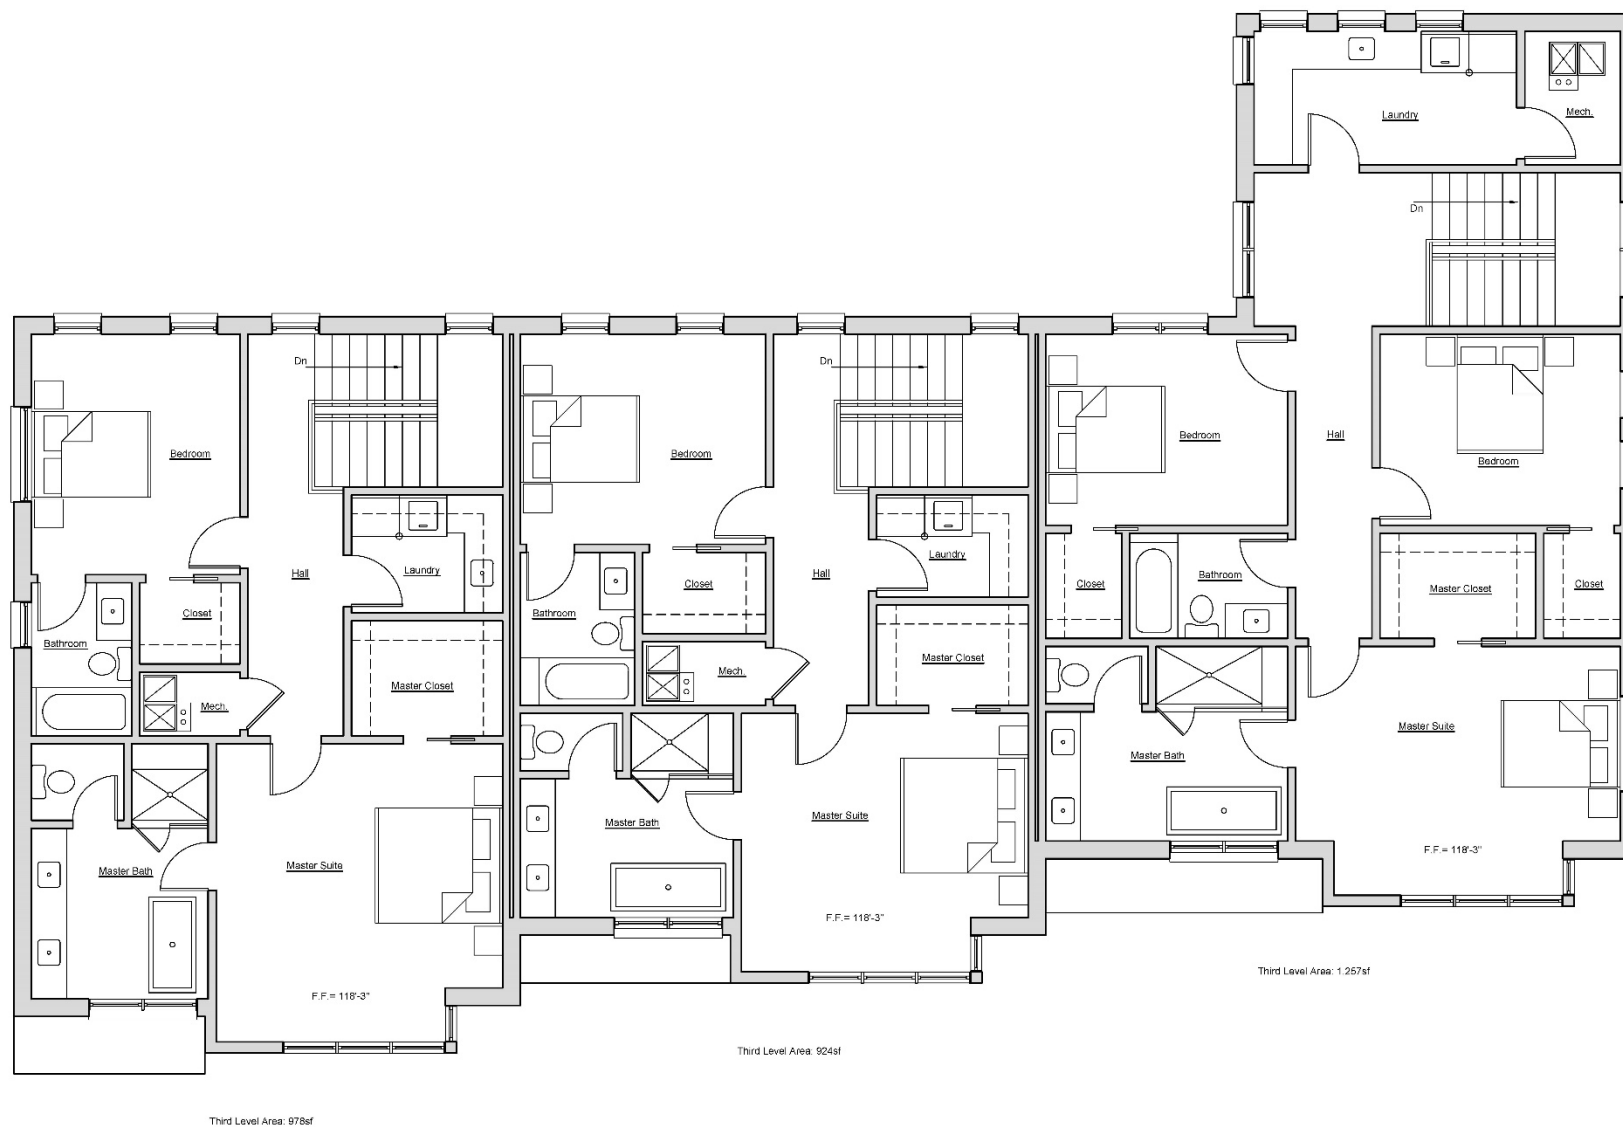 Laundry
Mech.
Dn
Dn
Dn
Bedroom
Bedroom
Bedroom
Hall
Bedroom
Hall
Laundry
Closet
Bathroom
Hall
Closet
Bathroom
Laundry
Closet
Bathroom
Master Closet
Closet
Mech.
Master Closet
Mech.
Master Closet
Master Bath
Master Suite
Master Bath
Master Suite
Master Bath
Master Suite
F.F.= 118'-3"
F.F.= 118'-3"
F.F.= 118'-3"
Third Level Area: 1.257sf
Third Level Area: 924sf
Third Level Area: 978sf